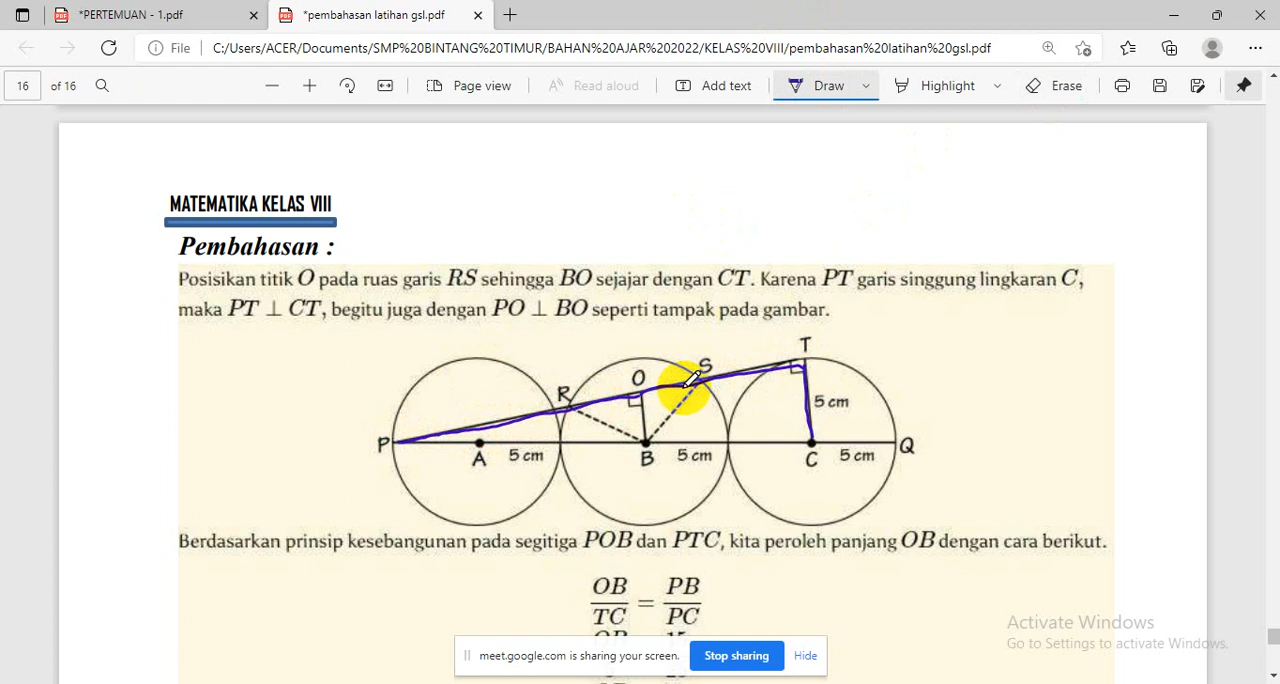 *PERTEMUAN - 1.pdf
*pembahasan latihan gsl.pdf
File
C:/Users/ACER/Documents/SMP%20BINTANG%20TIMUR/BAHAN%20AJAR%202022/KELAS%20VIII/pembahasan%20latihan%20gsl.pdf
16 of 16
Page view
Read aloud
Add text
Draw
Highlight
Erase
MATEMATIKA KELAS VIII
Pembahasan :
Posisikan titik O pada ruas garis RS sehingga BO sejajar dengan CT. Karena PT garis singgung lingkaran C,
maka PT ⊥ CT, begitu juga dengan PO ⊥ BO seperti tampak pada gambar.
T
S
O
R
5 cm
P
Q
A
5 cm
B
5 cm
C
5 cm
Berdasarkan prinsip kesebangunan pada segitiga POB dan PTC, kita peroleh panjang OB dengan cara berikut.
OB/TC = PB/PC
Activate Windows
Go to Settings to activate Windows.
meet.google.com is sharing your screen.
Stop sharing
Hide